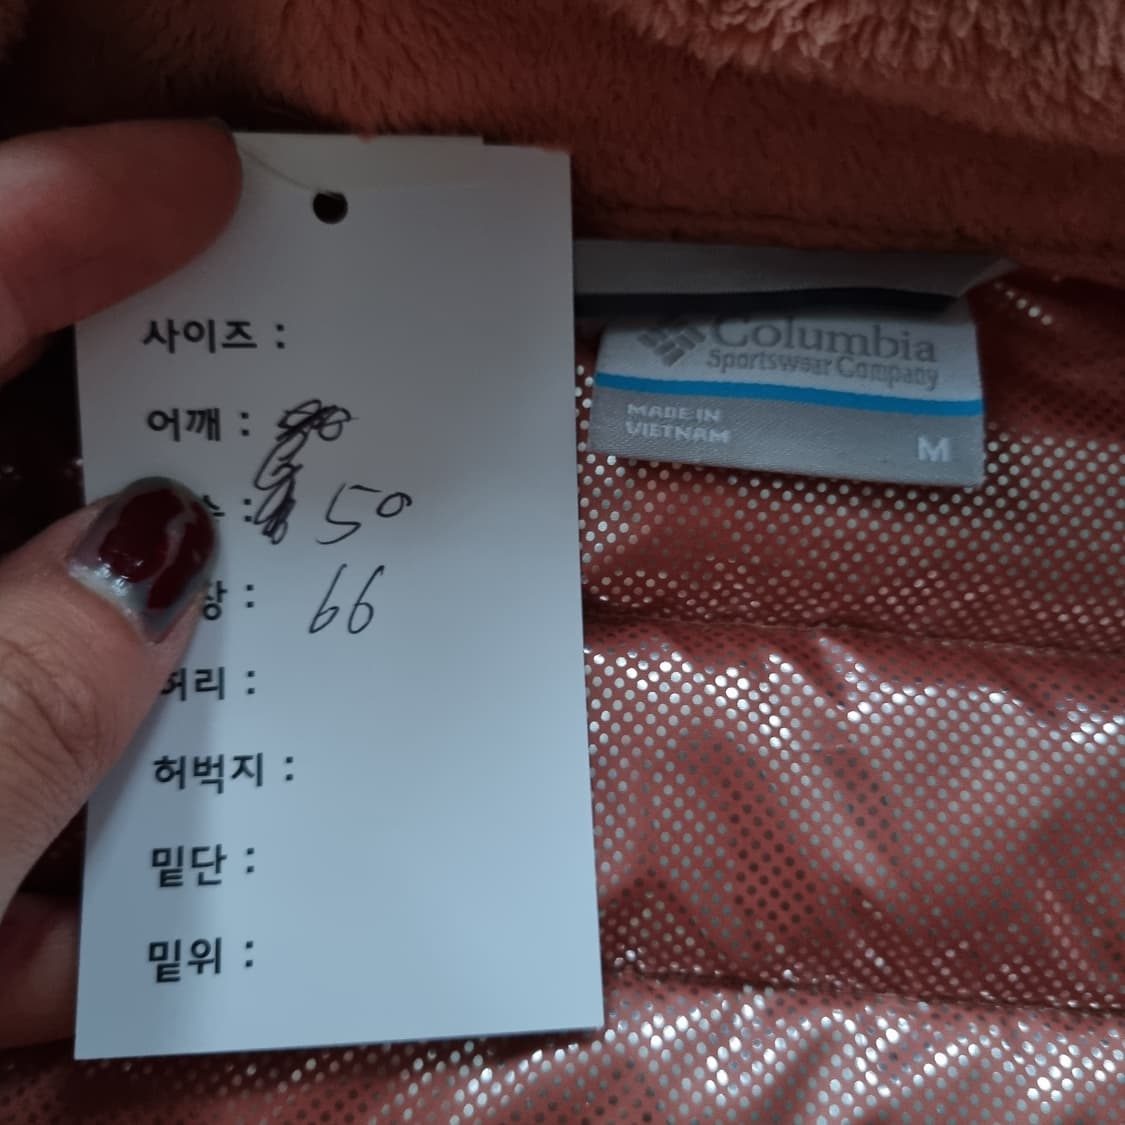 사이즈 :
어깨 :
: 50
: 66
허리 :
허벅지 :
밑단 :
밑위 :
Columbia
Sportswear Company
MADE IN
VIETNAM
M